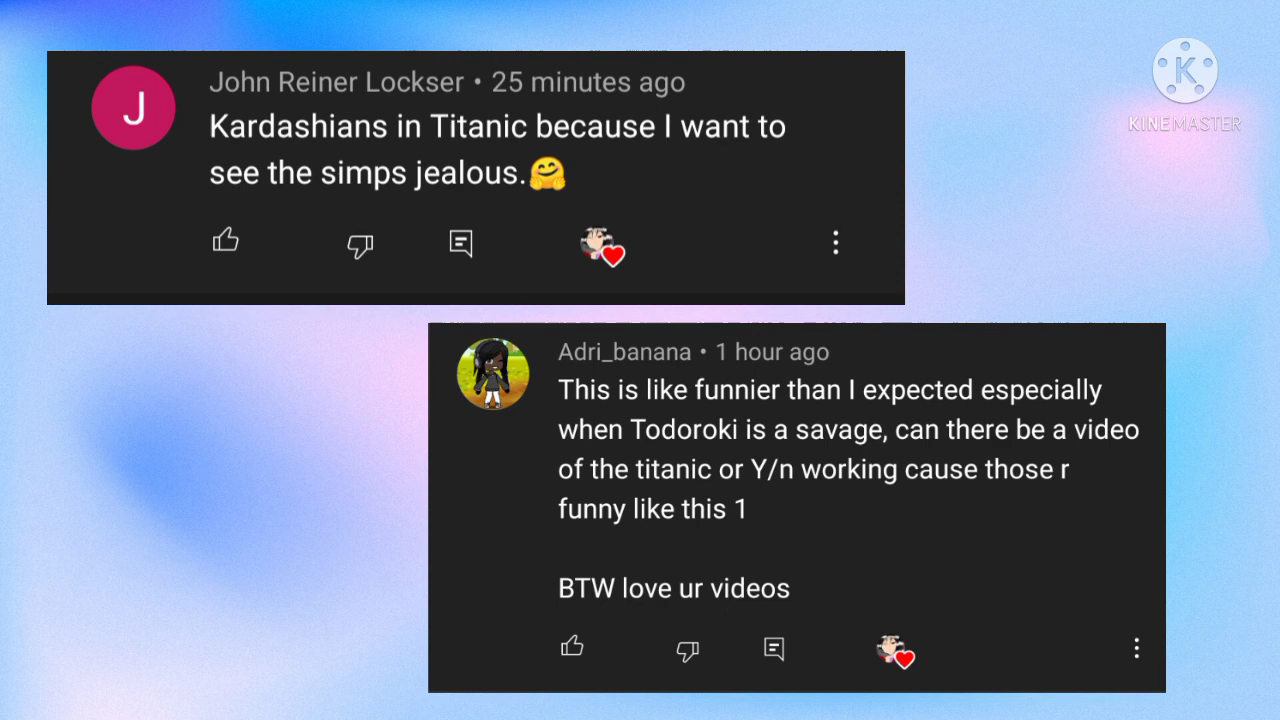 John Reiner Lockser • 25 minutes ago
J
Kardashians in Titanic because I want to
see the simps jealous.🤗
K
KINEMASTER
Adri_banana • 1 hour ago
This is like funnier than I expected especially
when Todoroki is a savage, can there be a video
of the titanic or Y/n working cause those r
funny like this 1
BTW love ur videos